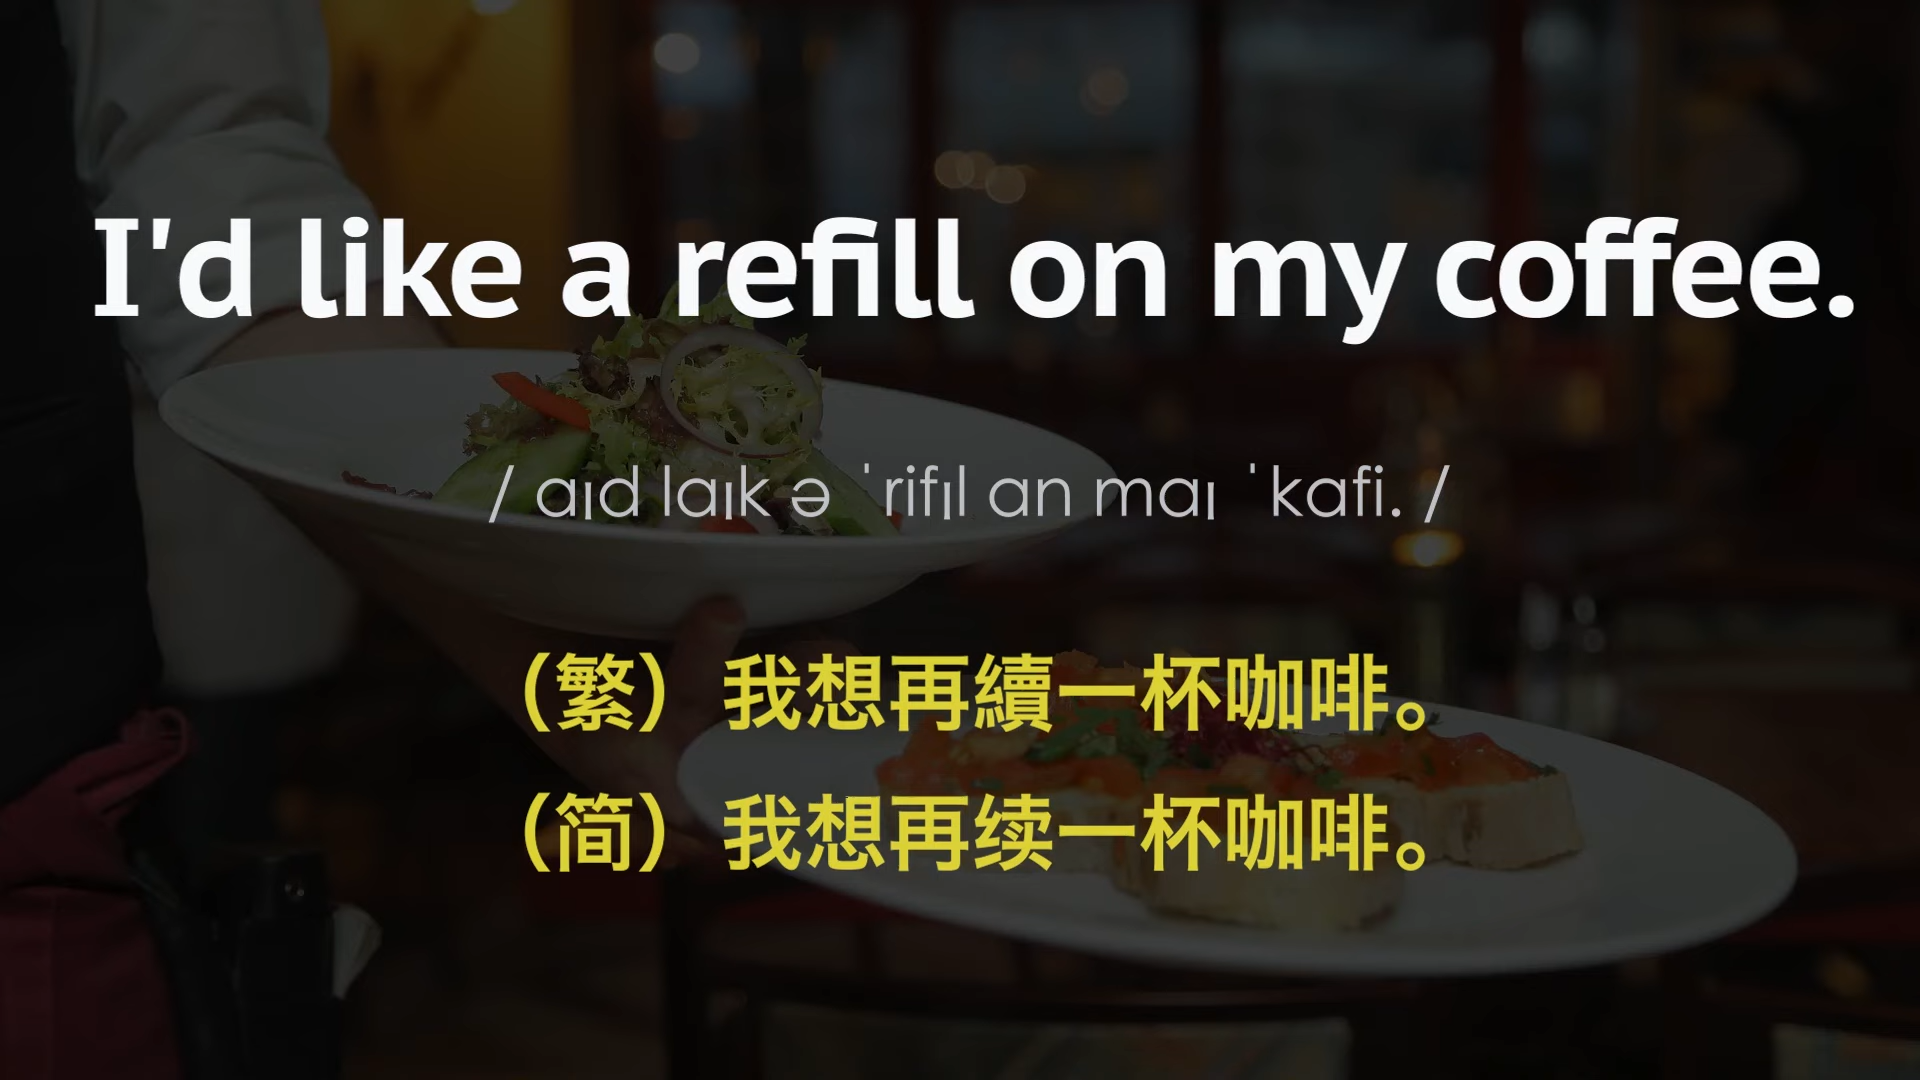 I'd like a refill on my coffee.
/ aɪd laɪk ə ˈrifɪl an maɪ ˈkafi. /
（繁）我想再續一杯咖啡。
（简）我想再续一杯咖啡。